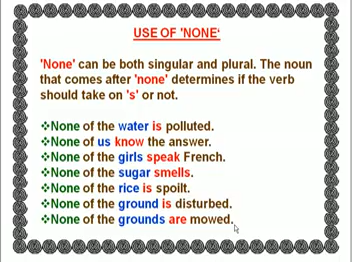 USE OF 'NONE'
'None' can be both singular and plural. The noun
that comes after 'none' determines if the verb
should take on 's' or not.
❖None of the water is polluted.
❖None of us know the answer.
❖None of the girls speak French.
❖None of the sugar smells.
❖None of the rice is spoilt.
❖None of the ground is disturbed.
❖None of the grounds are mowed.